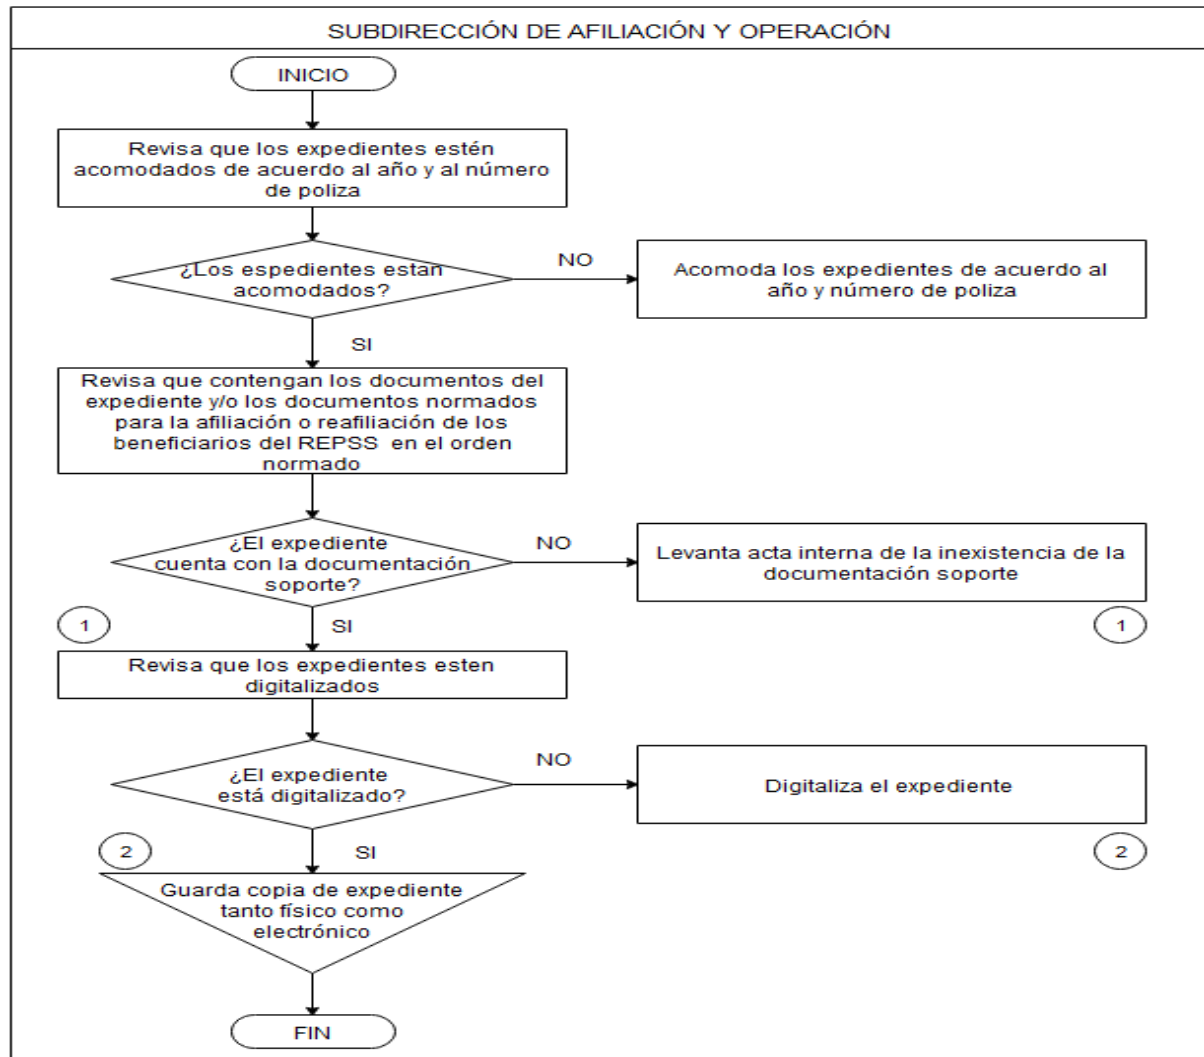 SUBDIRECCIÓN DE AFILIACIÓN Y OPERACIÓN
INICIO
Revisa que los expedientes estén
acomodados de acuerdo al año y al número
de poliza
¿Los espedientes estan
acomodados?
NO
Acomoda los expedientes de acuerdo al
año y número de poliza
SI
Revisa que contengan los documentos del
expediente y/o los documentos normados
para la afiliación o reafiliación de los
beneficiarios del REPSS en el orden
normado
¿El expediente
cuenta con la documentación
soporte?
NO
Levanta acta interna de la inexistencia de la
documentación soporte
1
SI
1
Revisa que los expedientes esten
digitalizados
¿El expediente
está digitalizado?
NO
Digitaliza el expediente
2
SI
2
Guarda copia de expediente
tanto físico como
electrónico
FIN